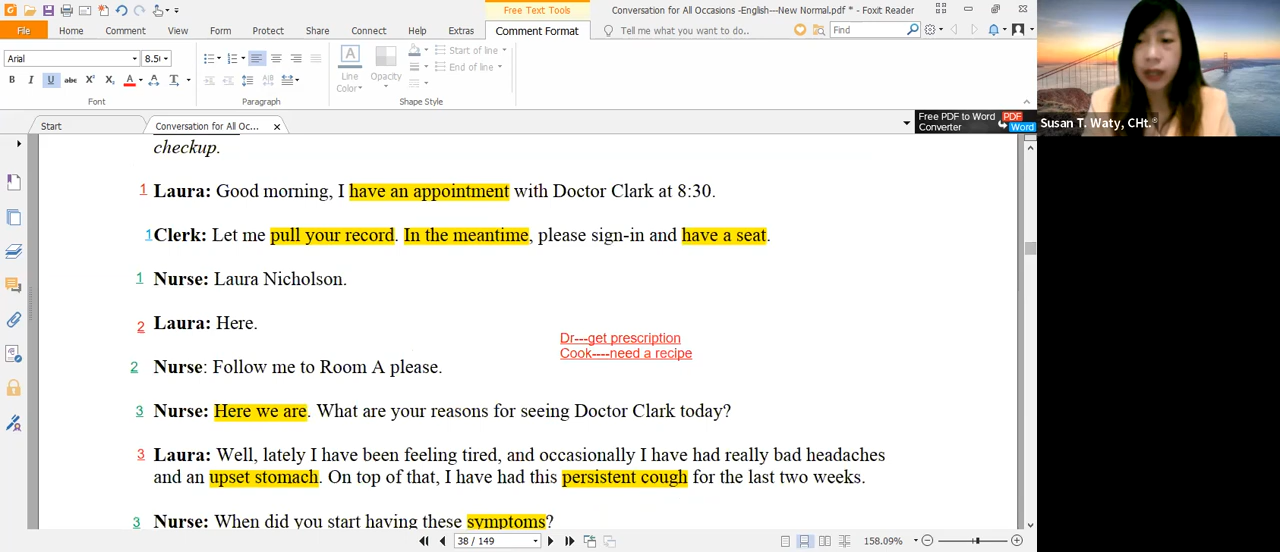 Free Text Tools
Conversation for All Occasions -English---New Normal.pdf * - Foxit Reader
File Home Comment View Form Protect Share Connect Help Extras Comment Format Tell me what you want to do.. Find
Arial 8.5
Start of line
End of line
Line Color
Opacity
B I U abc X² X₂ A T
Font Paragraph Shape Style
Start Conversation for All Oc...
Free PDF to Word Converter PDF Word
Susan T. Waty, CHt.®
checkup.
1 Laura: Good morning, I have an appointment with Doctor Clark at 8:30.
1 Clerk: Let me pull your record. In the meantime, please sign-in and have a seat.
1 Nurse: Laura Nicholson.
2 Laura: Here.
Dr---get prescription
Cook----need a recipe
2 Nurse: Follow me to Room A please.
3 Nurse: Here we are. What are your reasons for seeing Doctor Clark today?
3 Laura: Well, lately I have been feeling tired, and occasionally I have had really bad headaches
and an upset stomach. On top of that, I have had this persistent cough for the last two weeks.
3 Nurse: When did you start having these symptoms?
38 / 149
158.09%